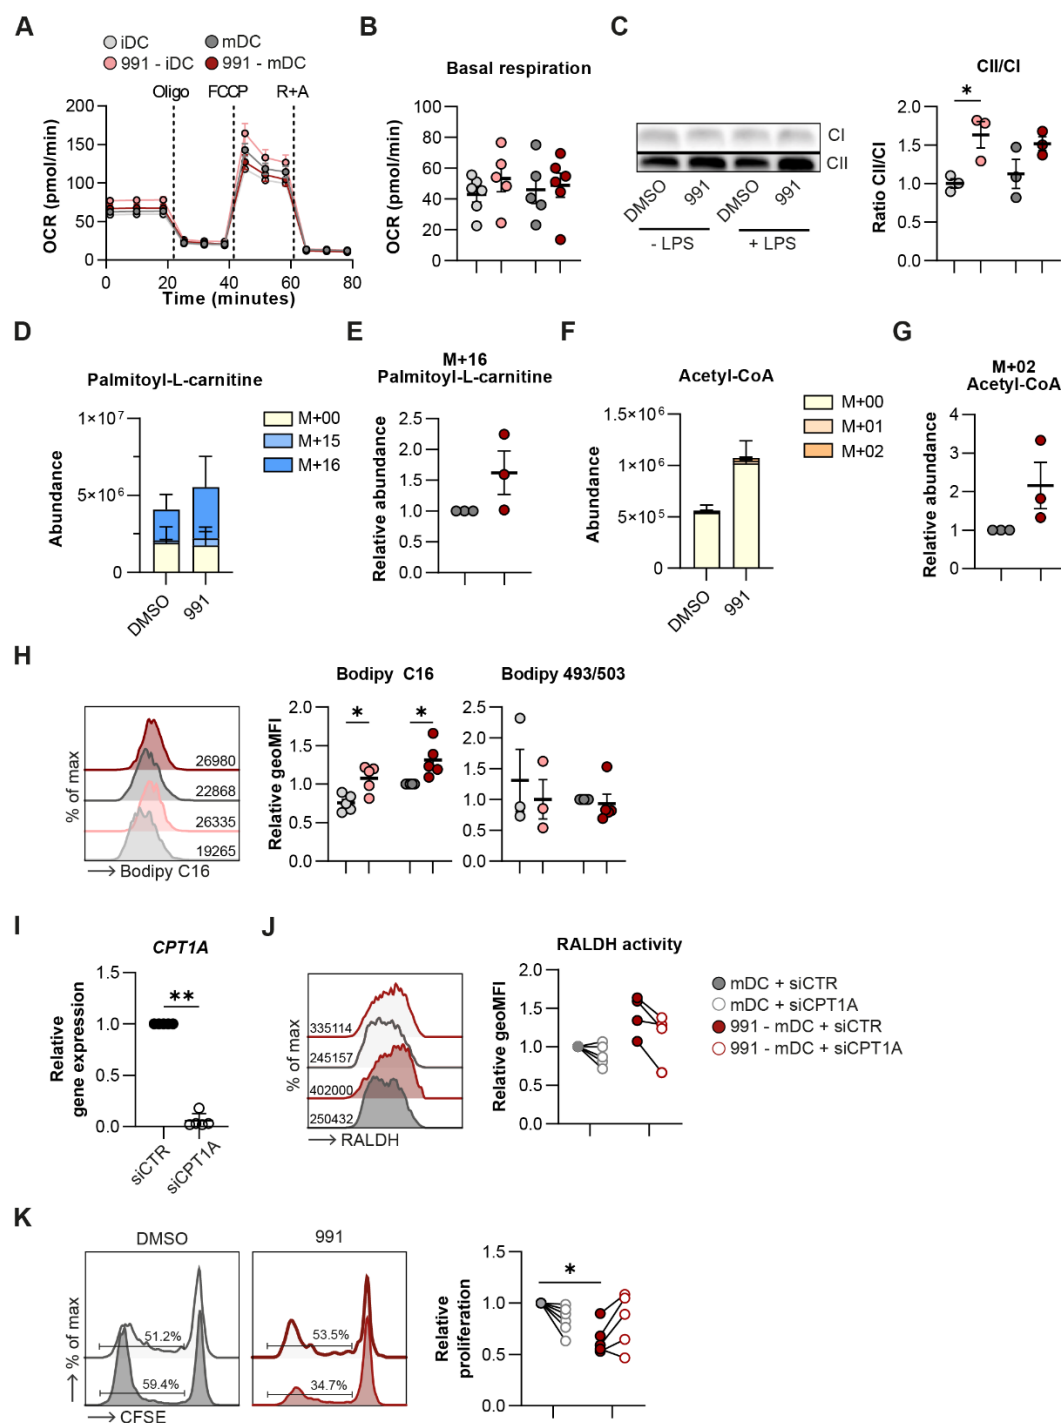 A
iDC
mDC
991 - iDC
991 - mDC
Oligo
FCCP
R+A
OCR (pmol/min)
200
150
100
50
0
0
20
40
60
80
Time (minutes)
B
Basal respiration
OCR (pmol/min)
100
80
60
40
20
0
C
CI
CII
DMSO
991
DMSO
991
- LPS
+ LPS
CII/CI
*
Ratio CII/CI
2.0
1.5
1.0
0.5
0.0
D
Palmitoyl-L-carnitine
Abundance
1×10⁷
5×10⁶
0
DMSO
991
M+00
M+15
M+16
E
M+16
Palmitoyl-L-carnitine
Relative abundance
2.5
2.0
1.5
1.0
0.5
0.0
F
Acetyl-CoA
Abundance
1.5×10⁶
1×10⁶
5×10⁵
0
DMSO
991
M+00
M+01
M+02
G
M+02
Acetyl-CoA
Relative abundance
4
3
2
1
0
H
% of max
26980
22868
26335
19265
Bodipy C16
Bodipy C16
Relative geoMFI
2.0
1.5
1.0
0.5
0.0
*
*
Bodipy 493/503
2.5
2.0
1.5
1.0
0.5
0.0
I
CPT1A
Relative
gene expression
1.5
1.0
0.5
0.0
**
siCTR
siCPT1A
J
% of max
335114
245157
402000
250432
RALDH
RALDH activity
Relative geoMFI
2.0
1.5
1.0
0.5
0.0
mDC + siCTR
mDC + siCPT1A
991 - mDC + siCTR
991 - mDC + siCPT1A
K
DMSO
991
% of max
51.2%
59.4%
53.5%
34.7%
CFSE
Relative
proliferation
1.5
1.0
0.5
0.0
*